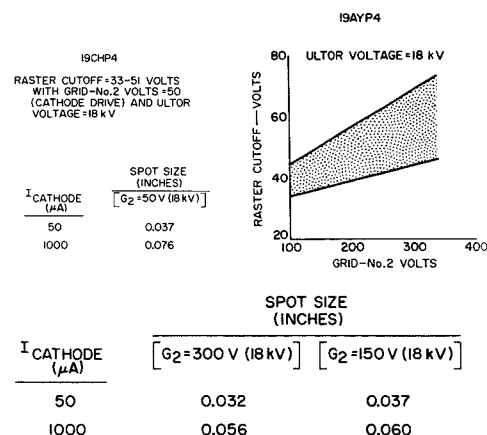 19CHP4
RASTER CUTOFF=33-51 VOLTS
WITH GRID-No.2 VOLTS=50
(CATHODE DRIVE) AND ULTOR
VOLTAGE=18 kV
SPOT SIZE
(INCHES)
I CATHODE
(μA)
[G2=50V (18 kV)]
50 0.037
1000 0.076
19AYP4
ULTOR VOLTAGE=18 kV
RASTER CUTOFF—VOLTS
80
60
40
20
100 200 300 400
GRID-No.2 VOLTS
SPOT SIZE
(INCHES)
I CATHODE
(μA)
[G2=300 V (18 kV)] [G2=150 V (18 kV)]
50 0.032 0.037
1000 0.056 0.060